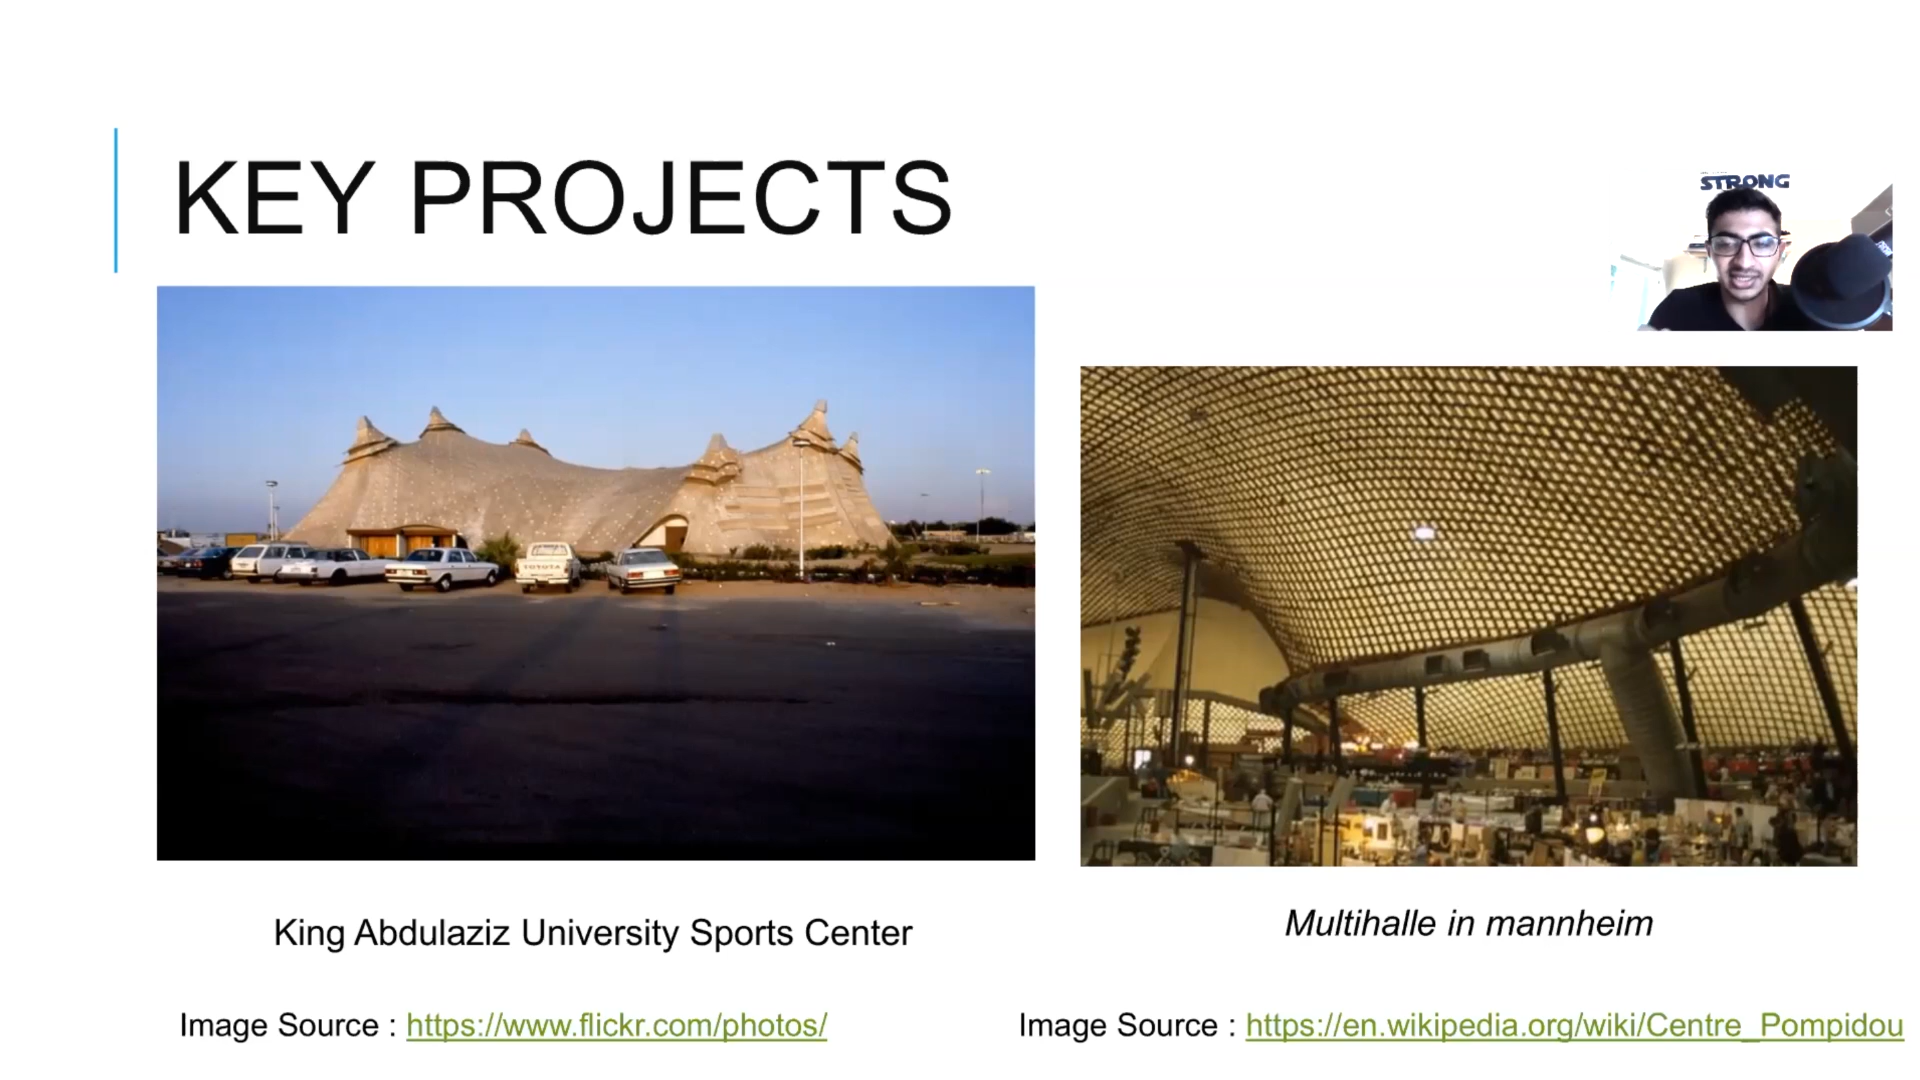 KEY PROJECTS
STRONG
TOYOTA
King Abdulaziz University Sports Center
Multihalle in mannheim
Image Source : https://www.flickr.com/photos/
Image Source : https://en.wikipedia.org/wiki/Centre_Pompidou